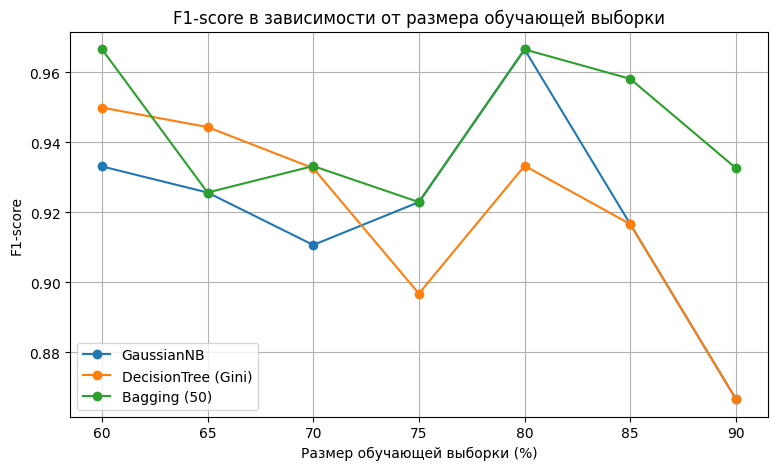 F1-score в зависимости от размера обучающей выборки
F1-score
0.96
0.94
0.92
0.90
0.88
GaussianNB
DecisionTree (Gini)
Bagging (50)
60 65 70 75 80 85 90
Размер обучающей выборки (%)